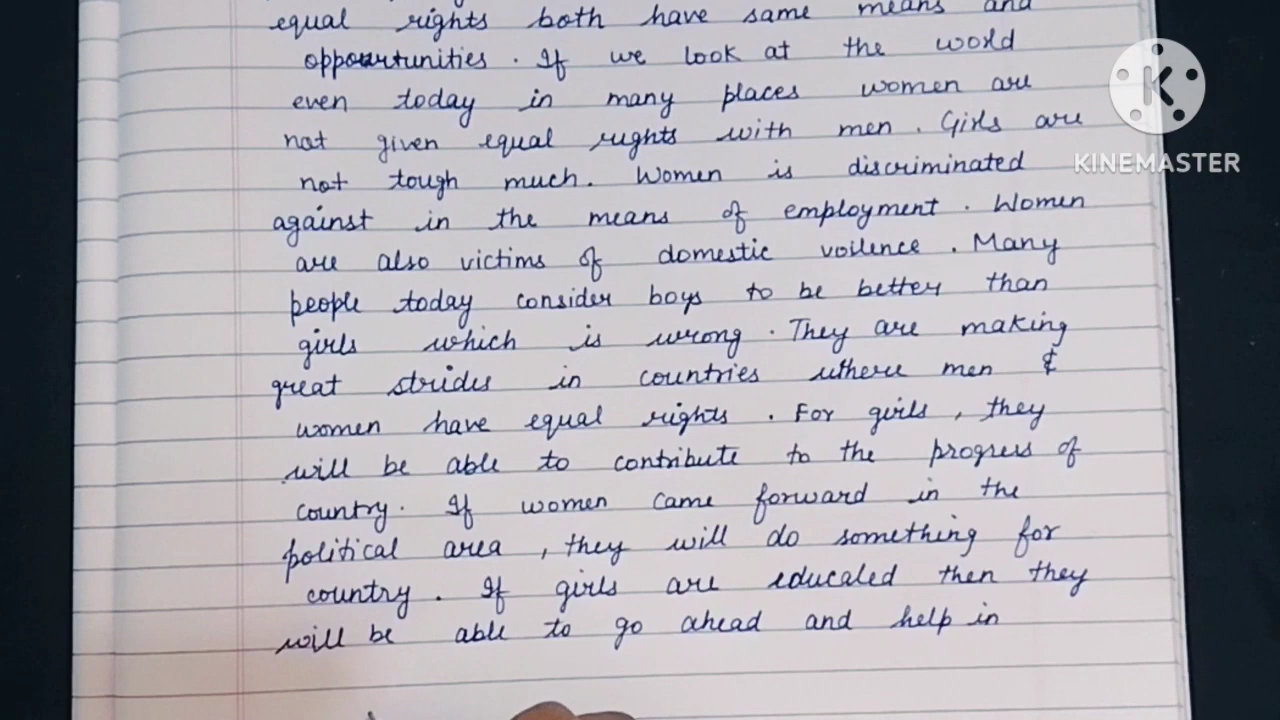 equal rights both have same means and
oppourtunities . If we look at the world
even today in many places women are
not given equal rights with men . Girls are
not tough much. Women is discriminated
against in the means of employment . Women
are also victims of domestic voilence . Many
people today consider boys to be better than
girls which is wrong . They are making
great strides in countries where men &
women have equal rights . For girls , they
will be able to contribute to the progress of
country. If women came forward in the
political area , they will do something for
country . If girls are educaled then they
will be able to go ahead and help in
K
KINEMASTER